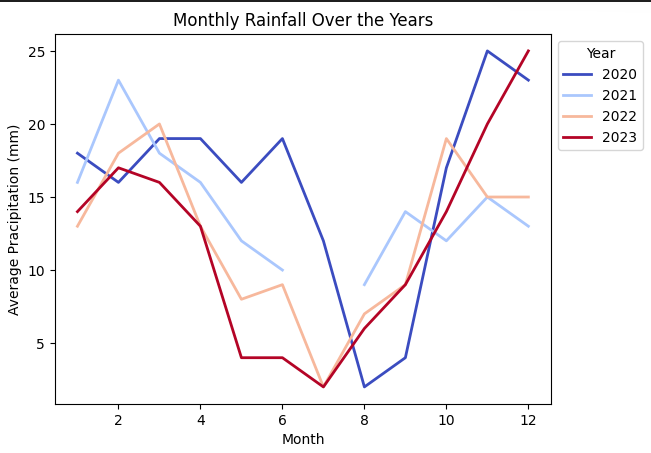 Monthly Rainfall Over the Years
Year
2020
2021
2022
2023
Average Pracipitation (mm)
25
20
15
10
5
2 4 6 8 10 12
Month